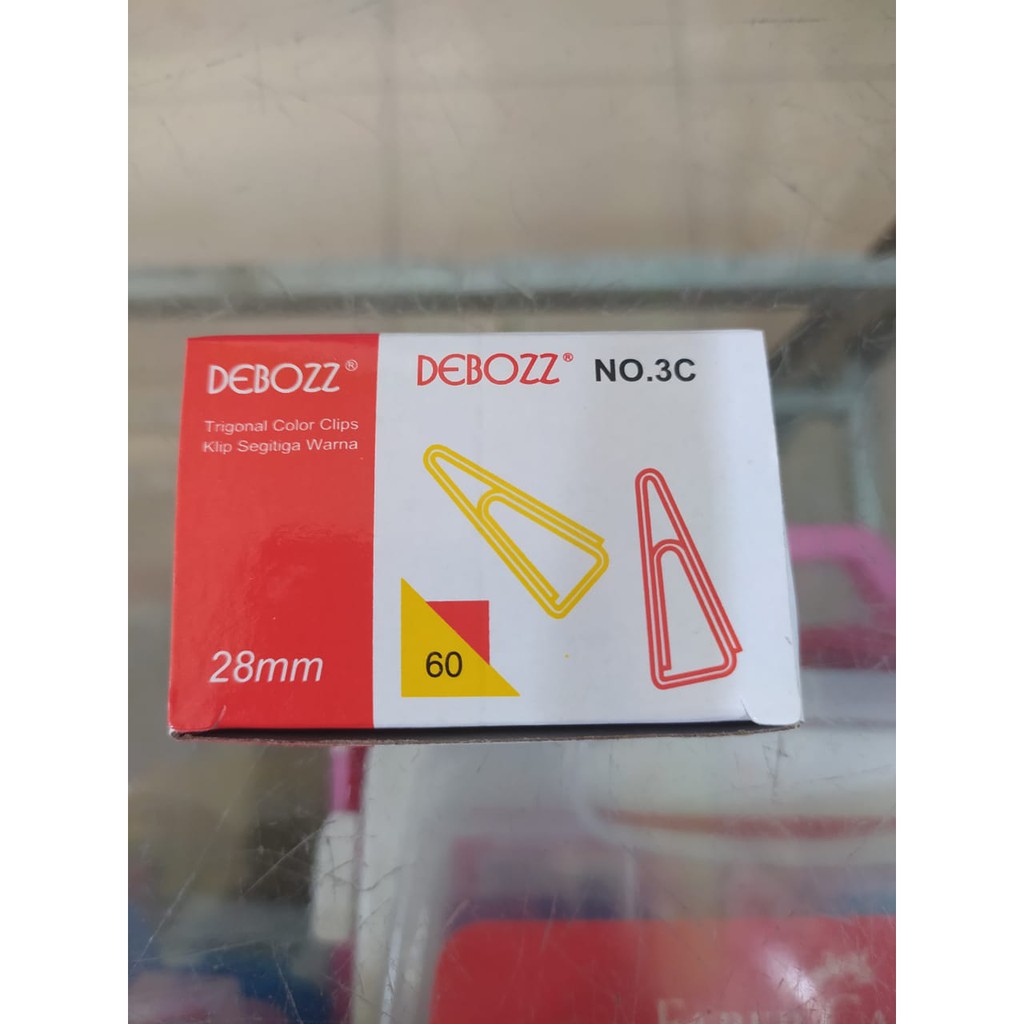 DEBOZZ®
Trigonal Color Clips
Klip Segitiga Warna
28mm
DEBOZZ® NO.3C
60